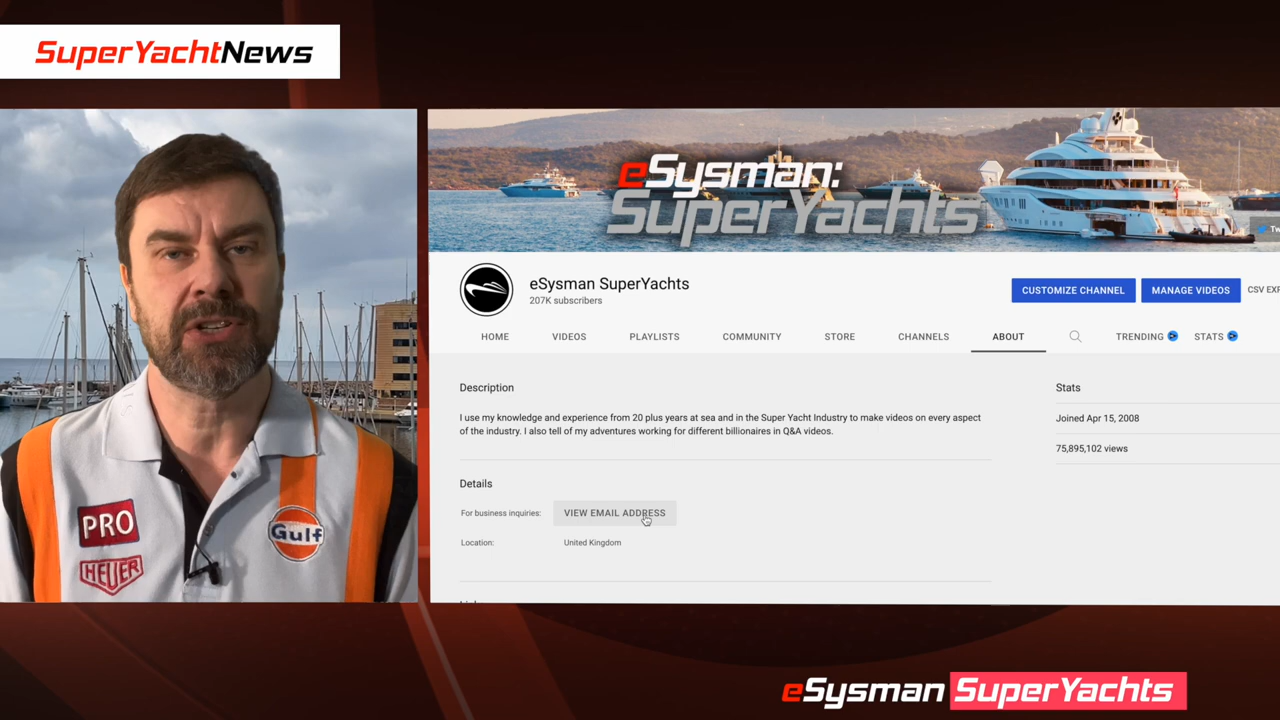 SuperYachtNews
PRO
HEUER
Gulf
eSysman:
SuperYachts
eSysman SuperYachts
207K subscribers
CUSTOMIZE CHANNEL
MANAGE VIDEOS
HOME
VIDEOS
PLAYLISTS
COMMUNITY
STORE
CHANNELS
ABOUT
TRENDING
STATS
Description
I use my knowledge and experience from 20 plus years at sea and in the Super Yacht Industry to make videos on every aspect
of the industry. I also tell of my adventures working for different billionaires in Q&A videos.
Stats
Joined Apr 15, 2008
75,895,102 views
Details
For business inquiries:
VIEW EMAIL ADDRESS
Location:
United Kingdom
eSysman SuperYachts